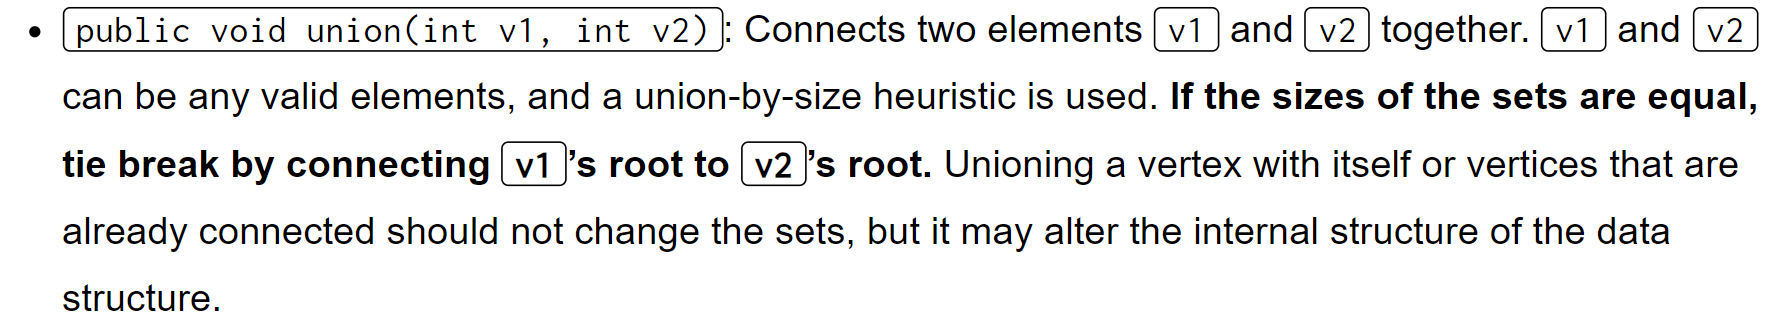 • public void union(int v1, int v2): Connects two elements v1 and v2 together. v1 and v2
can be any valid elements, and a union-by-size heuristic is used. If the sizes of the sets are equal,
tie break by connecting v1’s root to v2’s root. Unioning a vertex with itself or vertices that are
already connected should not change the sets, but it may alter the internal structure of the data
structure.